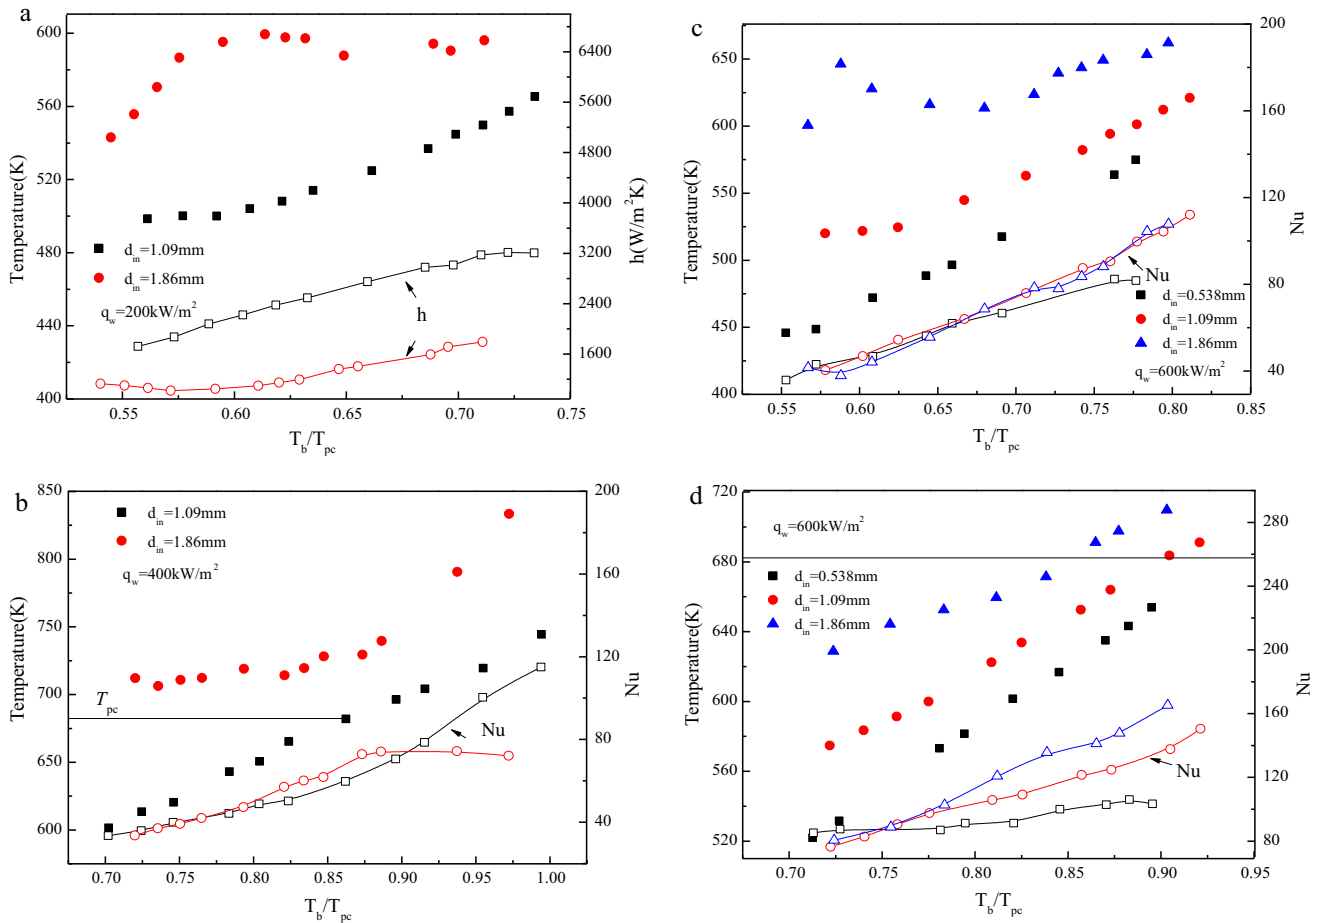 a
600
560
520
480
440
400
Temperature(K)
6400
5600
4800
4000
3200
2400
1600
h(W/m²K)
d_in=1.09mm
d_in=1.86mm
q_w=200kW/m²
h
0.55
0.60
0.65
0.70
0.75
T_b/T_pc
c
650
600
550
500
450
400
Temperature(K)
200
160
120
80
40
Nu
Nu
d_in=0.538mm
d_in=1.09mm
d_in=1.86mm
q_w=600kW/m²
0.55
0.60
0.65
0.70
0.75
0.80
0.85
T_b/T_pc
b
850
800
750
700
650
600
Temperature(K)
200
160
120
80
40
Nu
d_in=1.09mm
d_in=1.86mm
q_w=400kW/m²
T_pc
Nu
0.70
0.75
0.80
0.85
0.90
0.95
1.00
T_b/T_pc
d
720
680
640
600
560
520
Temperature(K)
280
240
200
160
120
80
Nu
q_w=600kW/m²
d_in=0.538mm
d_in=1.09mm
d_in=1.86mm
Nu
0.70
0.75
0.80
0.85
0.90
0.95
T_b/T_pc